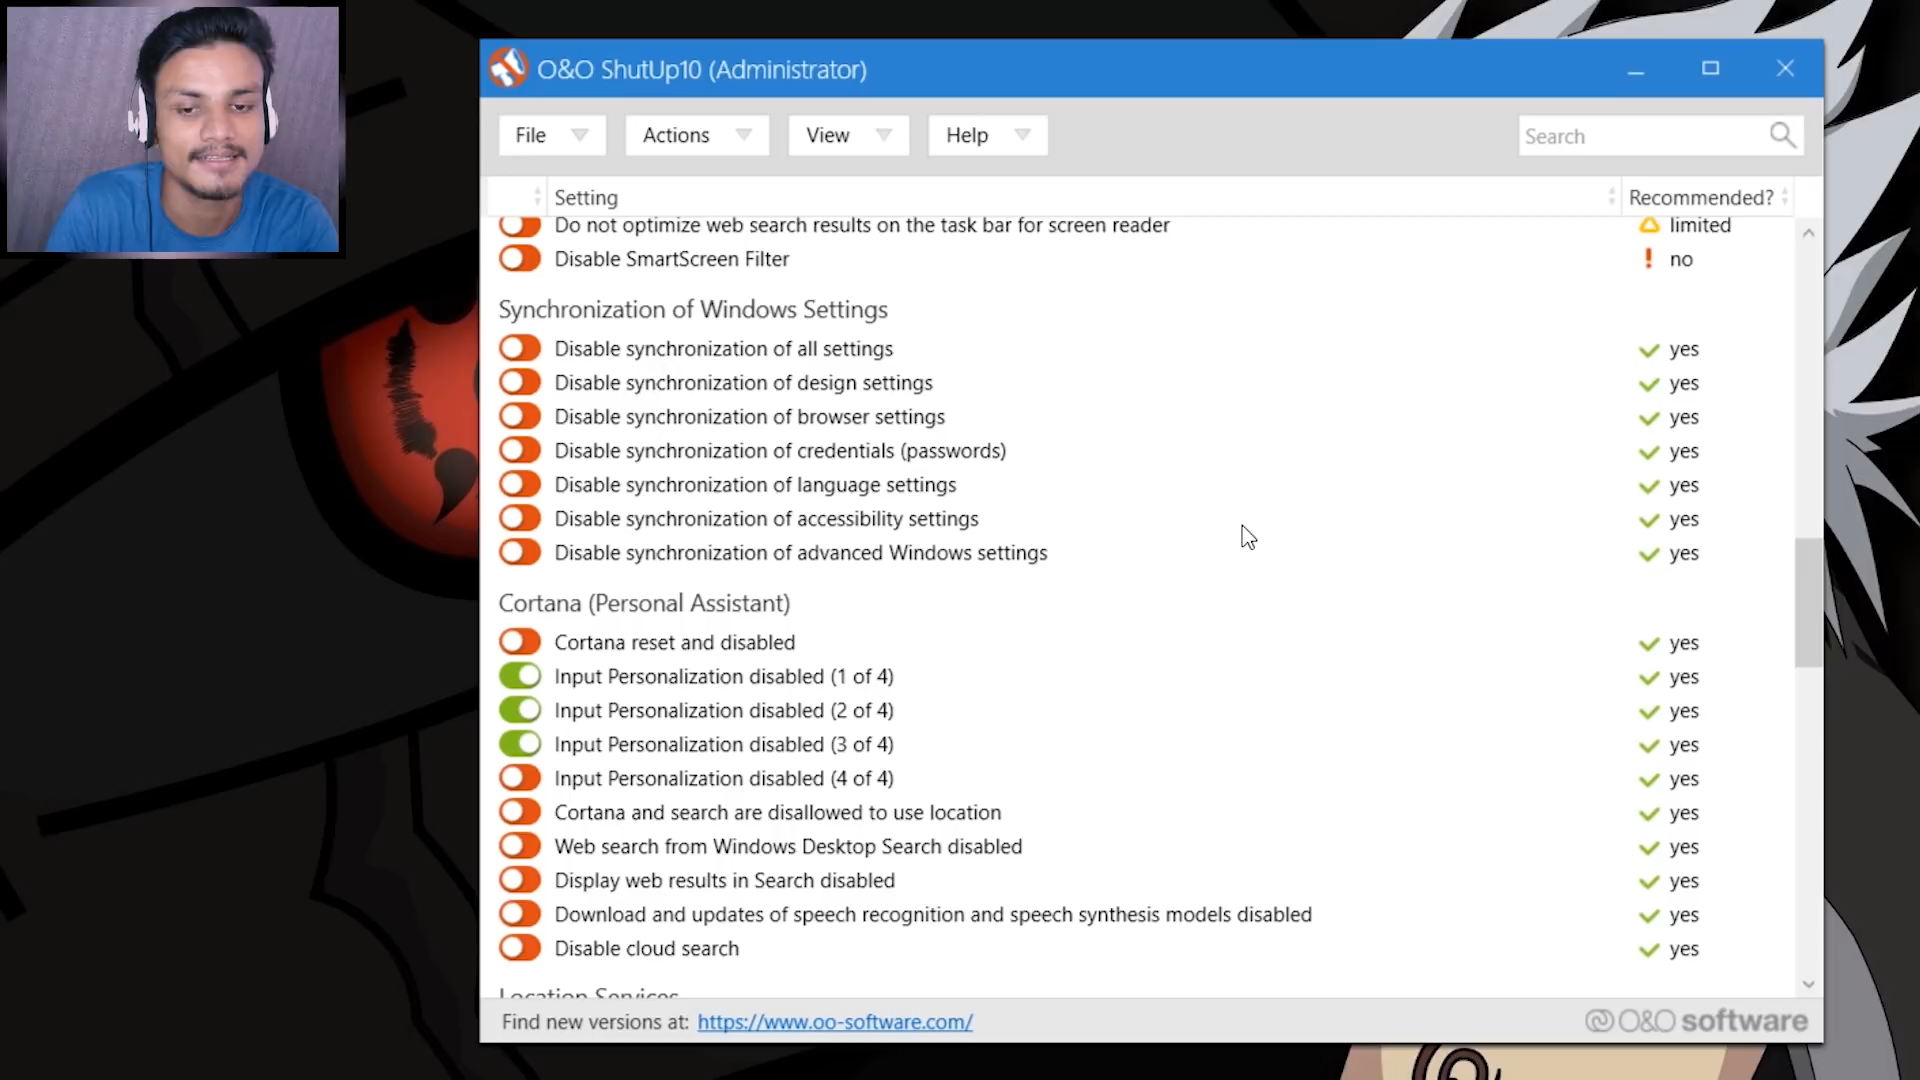 O&O ShutUp10 (Administrator)
File Actions View Help Search
Setting Recommended?
Do not optimize web search results on the task bar for screen reader limited
Disable SmartScreen Filter no
Synchronization of Windows Settings
Disable synchronization of all settings yes
Disable synchronization of design settings yes
Disable synchronization of browser settings yes
Disable synchronization of credentials (passwords) yes
Disable synchronization of language settings yes
Disable synchronization of accessibility settings yes
Disable synchronization of advanced Windows settings yes
Cortana (Personal Assistant)
Cortana reset and disabled yes
Input Personalization disabled (1 of 4) yes
Input Personalization disabled (2 of 4) yes
Input Personalization disabled (3 of 4) yes
Input Personalization disabled (4 of 4) yes
Cortana and search are disallowed to use location yes
Web search from Windows Desktop Search disabled yes
Display web results in Search disabled yes
Download and updates of speech recognition and speech synthesis models disabled yes
Disable cloud search yes
Location Services
Find new versions at: https://www.oo-software.com/ O&O software